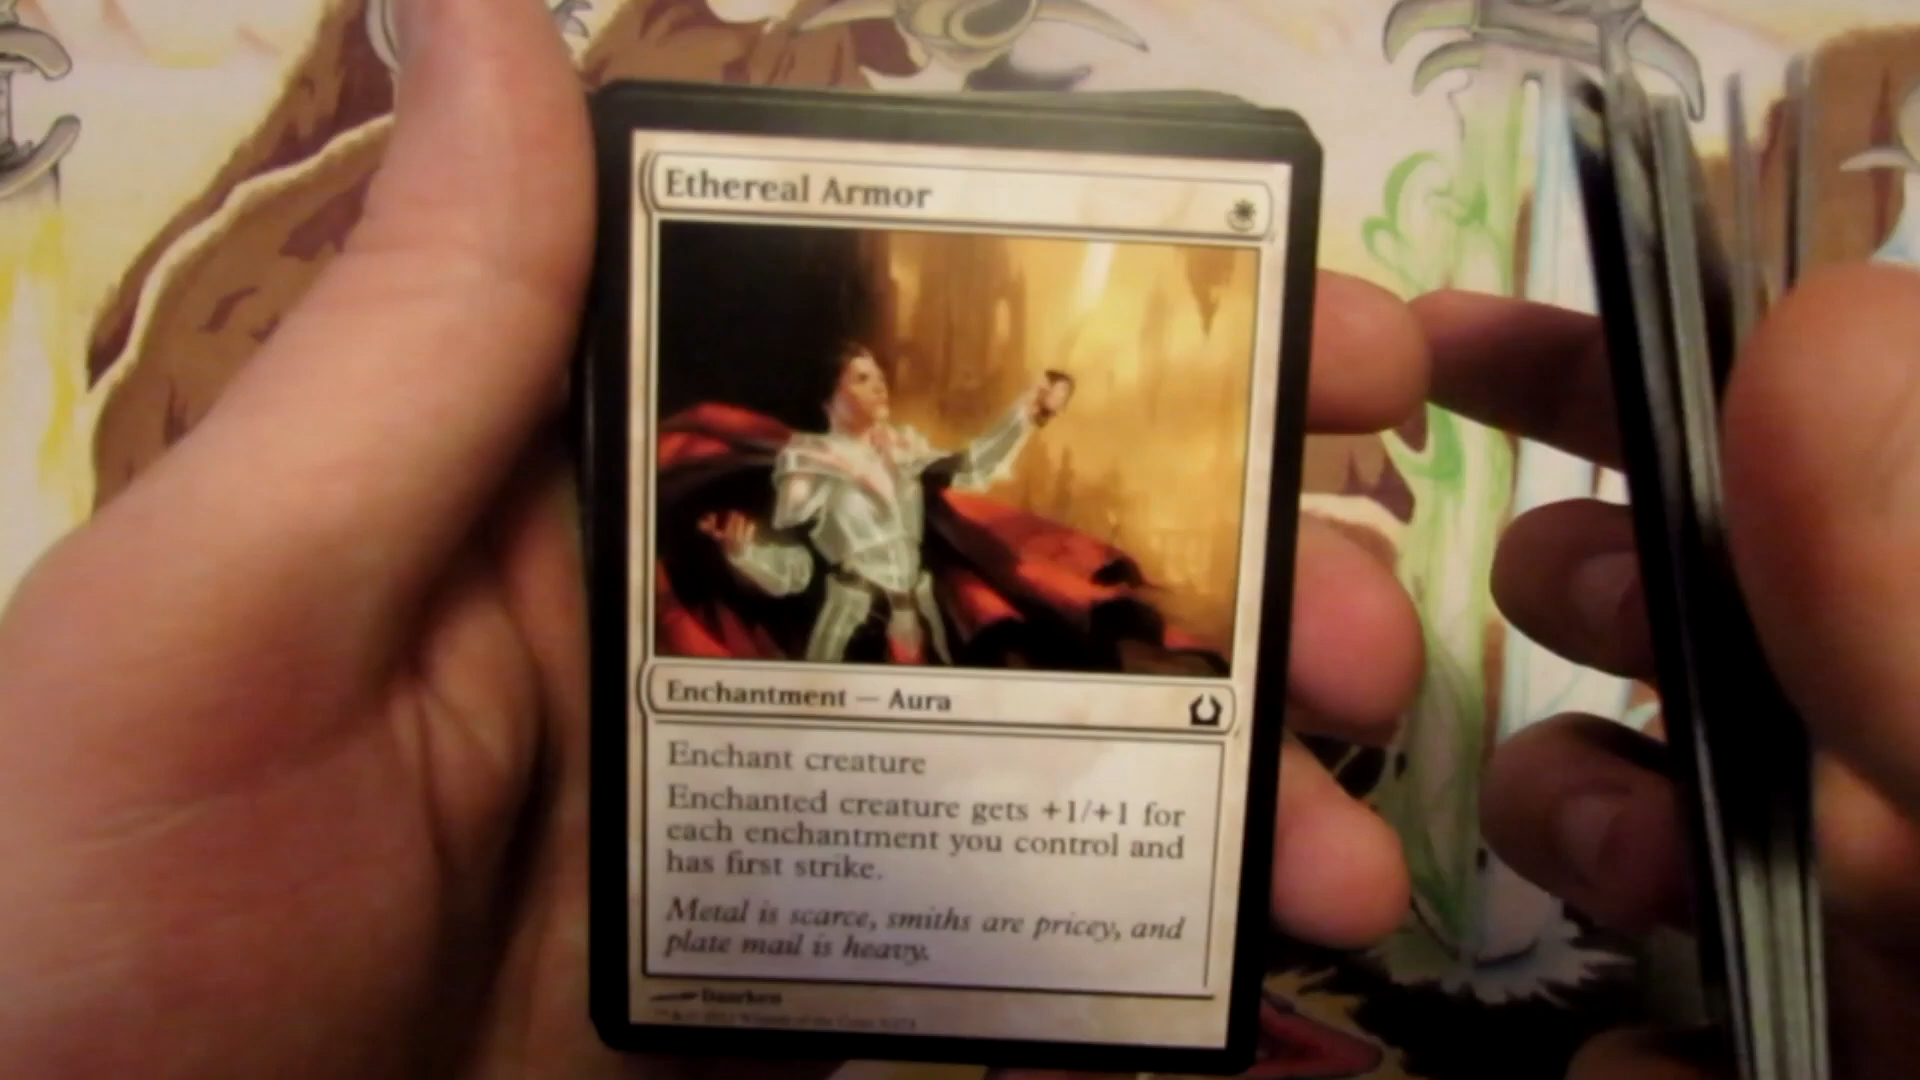 Ethereal Armor
Enchantment — Aura
Enchant creature
Enchanted creature gets +1/+1 for
each enchantment you control and
has first strike.
Metal is scarce, smiths are pricey, and
plate mail is heavy.
Daarken